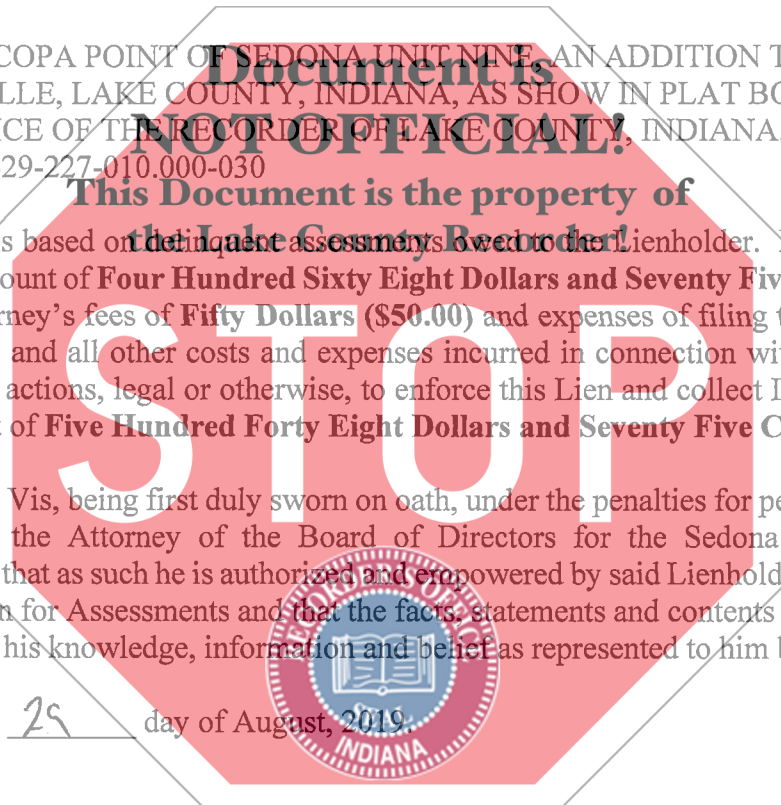 COPA POINT OF SEDONA UNIT NINE, AN ADDITION T
Document is
LLE, LAKE COUNTY, INDIANA, AS SHOW IN PLAT BO
NOT OFFICIAL!
ICE OF THE RECORDER OF LAKE COUNTY, INDIANA
29-227-010.000-030
This Document is the property of
the Lake County Recorder!
s based on delinquent assessments owed to the Lienholder.
ount of Four Hundred Sixty Eight Dollars and Seventy Fiv
rney's fees of Fifty Dollars ($50.00) and expenses of filing t
and all other costs and expenses incurred in connection wi
actions, legal or otherwise, to enforce this Lien and collect
t of Five Hundred Forty Eight Dollars and Seventy Five C
STOP
Vis, being first duly sworn on oath, under the penalties for pe
the Attorney of the Board of Directors for the Sedona
that as such he is authorized and empowered by said Lienhold
n for Assessments and that the facts, statements and contents
his knowledge, information and belief as represented to him b
RECORDER'S OFFICE
SEAL
INDIANA
29 day of August, 2019.